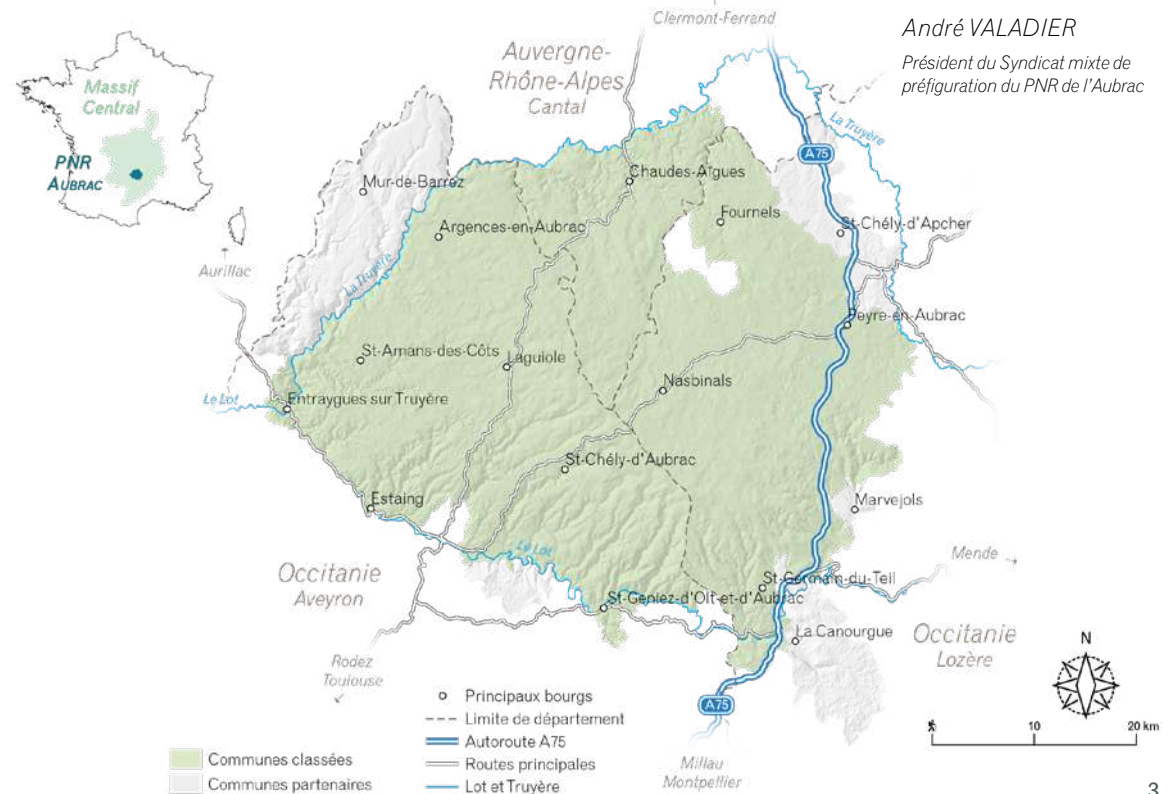 Clermont-Ferrand
André VALADIER
Président du Syndicat mixte de
préfiguration du PNR de l'Aubrac
Auvergne-
Rhône-Alpes
Cantal
Massif
Central
PNR
AUBRAC
La Truyère
A75
Mur-de-Barrez
Chaudes-Aigues
Fournels
St-Chély-d'Apcher
Argences-en-Aubrac
Aurillac
La Truyère
Peyre-en-Aubrac
St-Amans-des-Côts
Laguiole
Nasbinals
Le Lot
Entraygues sur Truyère
St-Chély-d'Aubrac
Estaing
Marvejols
Le Lot
Mende
Occitanie
Aveyron
St-Germain-du-Teil
St-Geniez-d'Olt-et-d'Aubrac
La Canourgue
Occitanie
Lozère
N
Rodez
Toulouse
A75
Millau
Montpellier
Principaux bourgs
Limite de département
Autoroute A75
Routes principales
Lot et Truyère
Communes classées
Communes partenaires
10
20 km
3